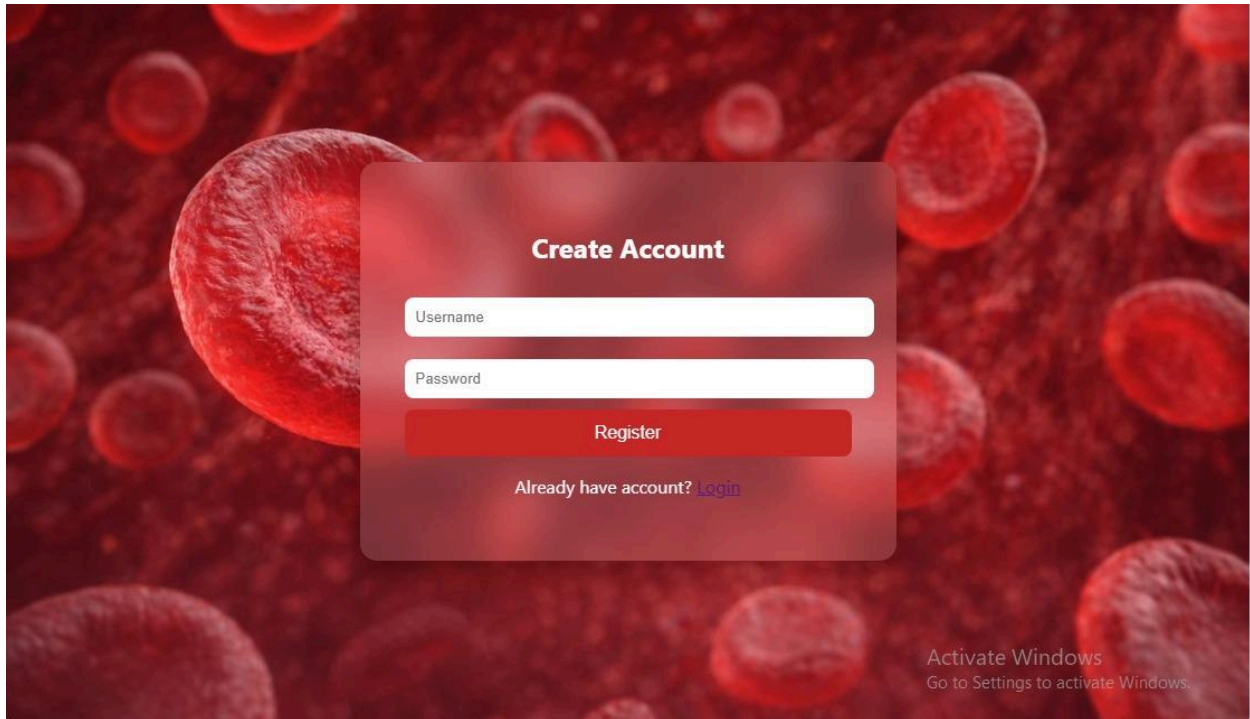 Create Account
Username
Password
Register
Already have account? Login
Activate Windows
Go to Settings to activate Windows.